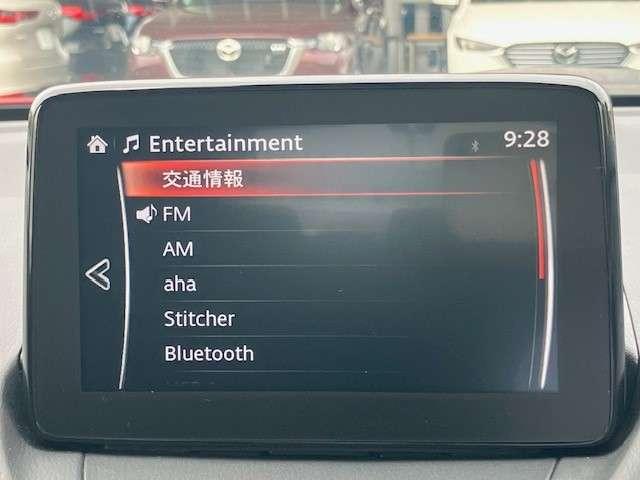 Entertainment 9:28
交通情報
FM
AM
aha
Stitcher
Bluetooth